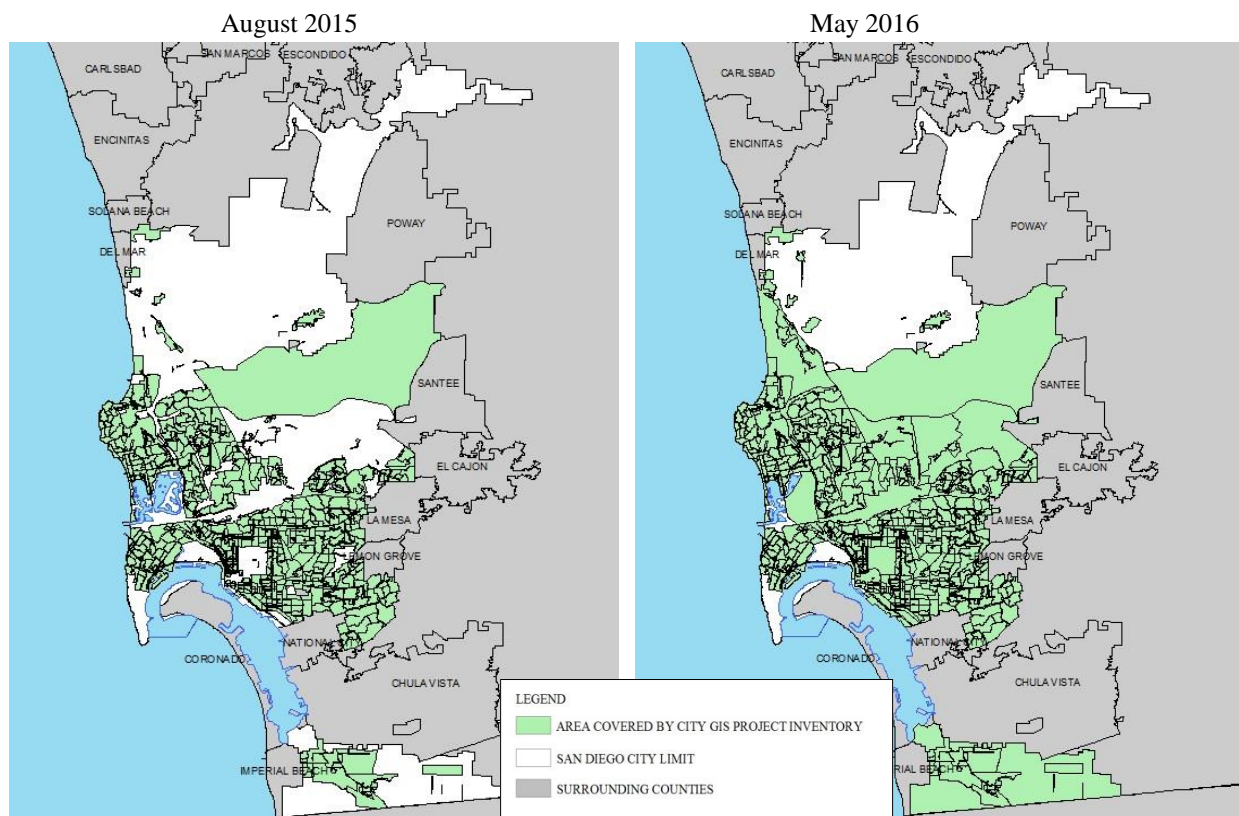 August 2015
May 2016
SAN MARCOS
ESCONDIDO
CARLSBAD
ENCINITAS
SOLANA BEACH
POWAY
DEL MAR
SANTEE
EL CAJON
LA MESA
LEMON GROVE
NATIONAL
CORONADO
CHULA VISTA
IMPERIAL BEACH
SAN MARCOS
ESCONDIDO
CARLSBAD
ENCINITAS
SOLANA BEACH
POWAY
DEL MAR
SANTEE
EL CAJON
LA MESA
LEMON GROVE
NATIONAL
CORONADO
CHULA VISTA
RIAL BEACH
LEGEND
AREA COVERED BY CITY GIS PROJECT INVENTORY
SAN DIEGO CITY LIMIT
SURROUNDING COUNTIES